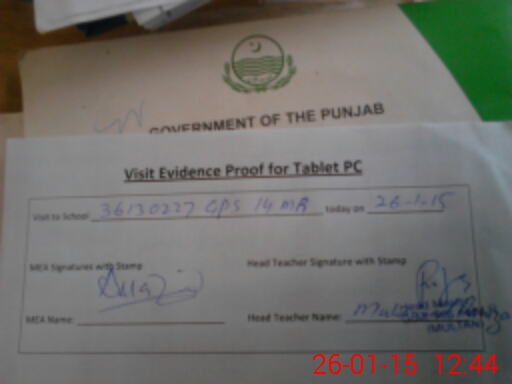 GOVERNMENT OF THE PUNJAB
Visit Evidence Proof for Tablet PC
Visit to School 36130227 GPS 14 MR today on 26-1-15
MEA Signatures with Stamp Head Teacher Signature with Stamp
MEA Name: Head Teacher Name:
(MULTAN)
26-01-15 12:44